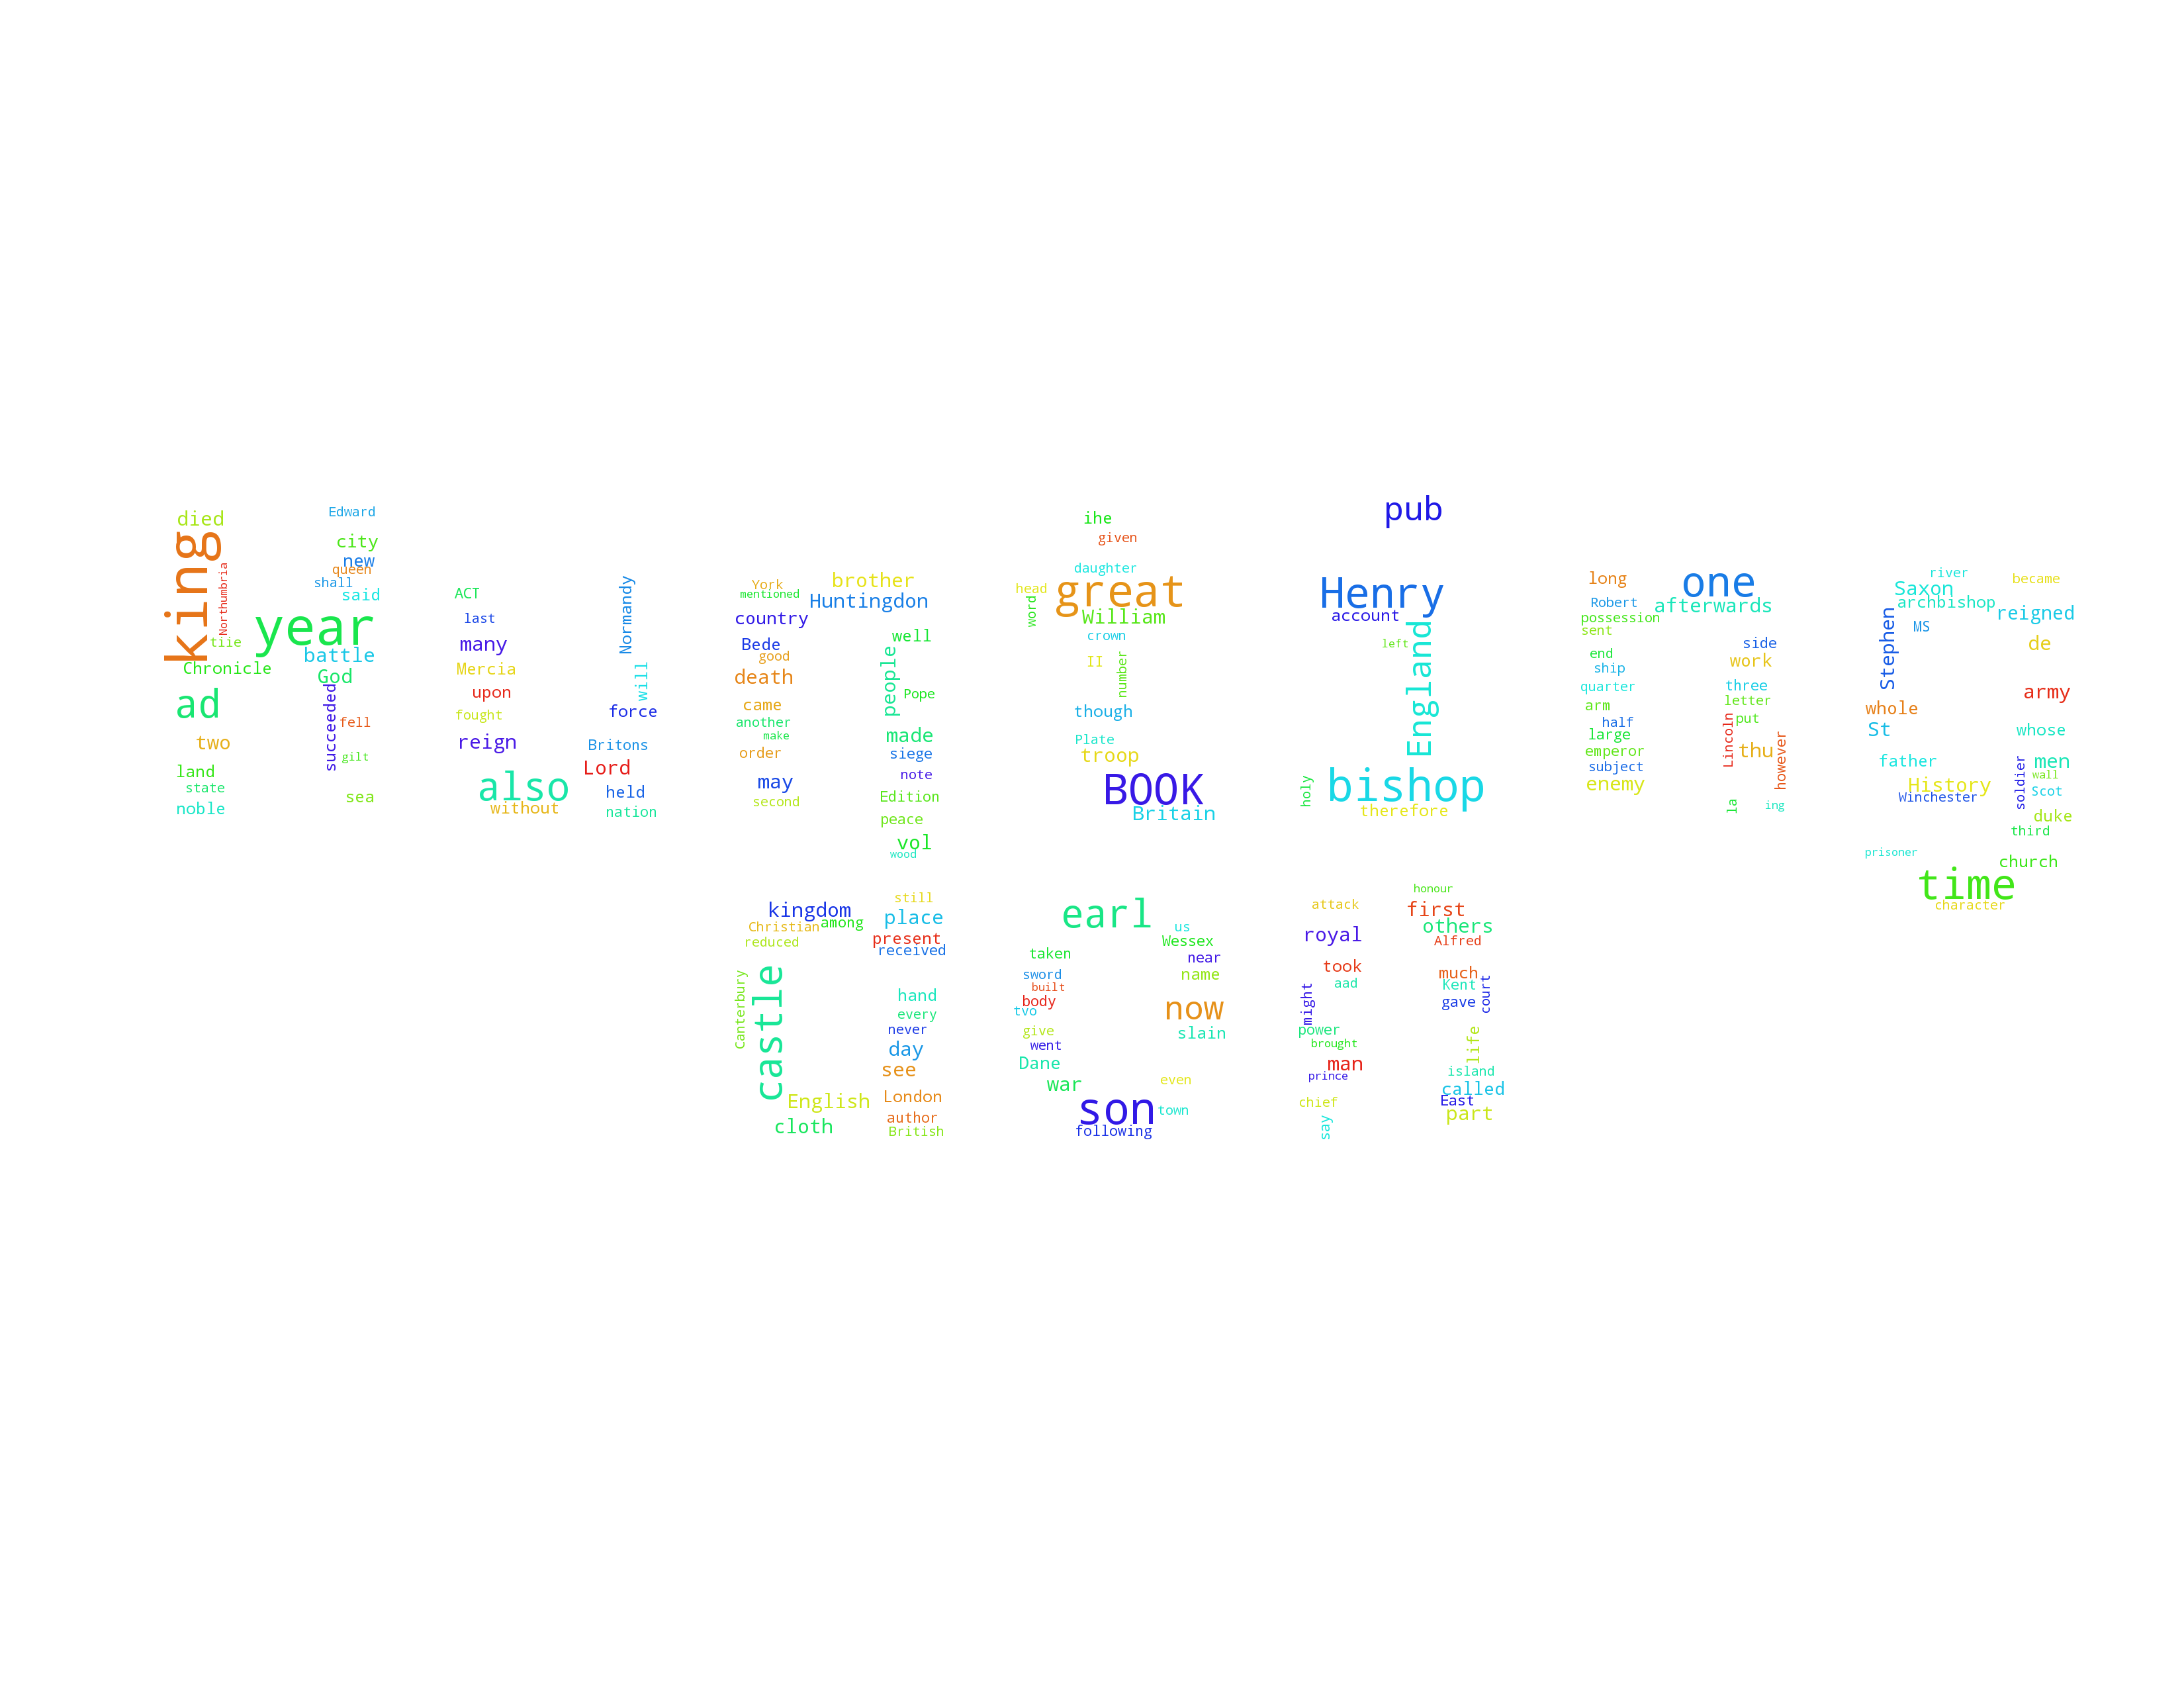 died
king
Northumbria
tiie
Chronicle
ad
two
land
state
noble
Edward
city
new
queen
shall
said
year
battle
God
succeeded
fell
gilt
sea
ACT
last
many
Mercia
upon
fought
reign
also
without
Normandy
will
force
Britons
Lord
held
nation
York
mentioned
country
Bede
good
death
came
another
make
order
may
second
brother
Huntingdon
well
people
Pope
made
siege
note
Edition
peace
vol
wood
ihe
given
daughter
head
great
word
William
crown
II
number
though
Plate
troop
BOOK
Britain
pub
Henry
account
left
England
holy
bishop
therefore
long
Robert
possession
sent
end
ship
quarter
arm
half
large
emperor
subject
enemy
one
afterwards
side
work
three
letter
put
Lincoln
thu
however
la
ing
river
Saxon
archbishop
became
reigned
MS
Stephen
de
army
whole
St
whose
father
men
wall
soldier
Scot
History
Winchester
duke
third
prisoner
church
time
character
kingdom
Christian
among
reduced
still
place
present
received
Canterbury
castle
hand
every
never
day
see
English
London
cloth
author
British
earl
us
Wessex
taken
near
sword
name
built
body
tvo
now
give
went
slain
Dane
war
even
son
town
following
attack
royal
took
aad
might
power
brought
man
prince
chief
say
honour
first
others
Alfred
much
Kent
gave
court
life
island
called
East
part